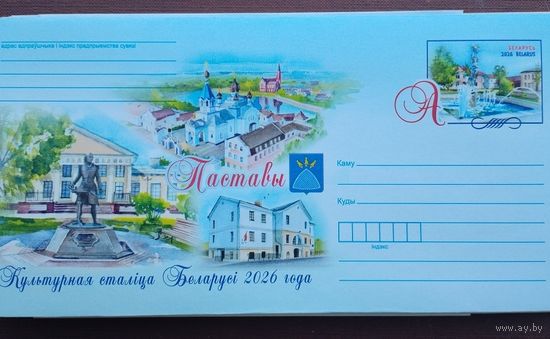 адрас адпраўшчыка і індэкс прадпрыемства сувязі
БЕЛАРУСЬ
2026 BELARUS
А
Паставы
Каму
Куды
індэкс
Культурная сталіца Беларусі 2026 года
www.ay.by